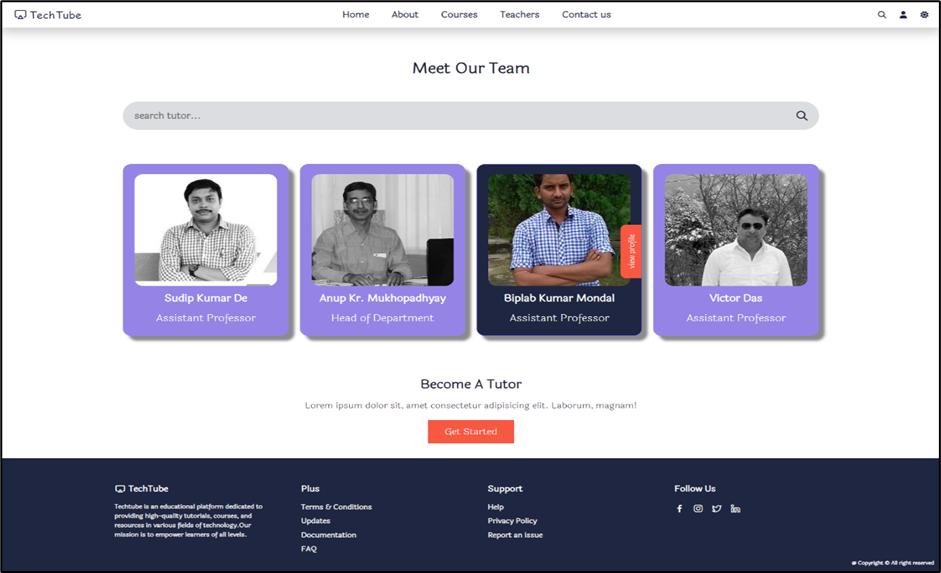 TechTube
Home About Courses Teachers Contact us
Meet Our Team
search tutor...
Sudip Kumar De
Assistant Professor
Anup Kr. Mukhopadhyay
Head of Department
view profile
Biplab Kumar Mondal
Assistant Professor
Victor Das
Assistant Professor
Become A Tutor
Lorem ipsum dolor sit, amet consectetur adipisicing elit. Laborum, magnam!
Get Started
TechTube
Techtube is an educational platform dedicated to
providing high-quality tutorials, courses, and
resources in various fields of technology.Our
mission is to empower learners of all levels.
Plus
Terms & Conditions
Updates
Documentation
FAQ
Support
Help
Privacy Policy
Report an issue
Follow Us
@ Copyright © All right reserved